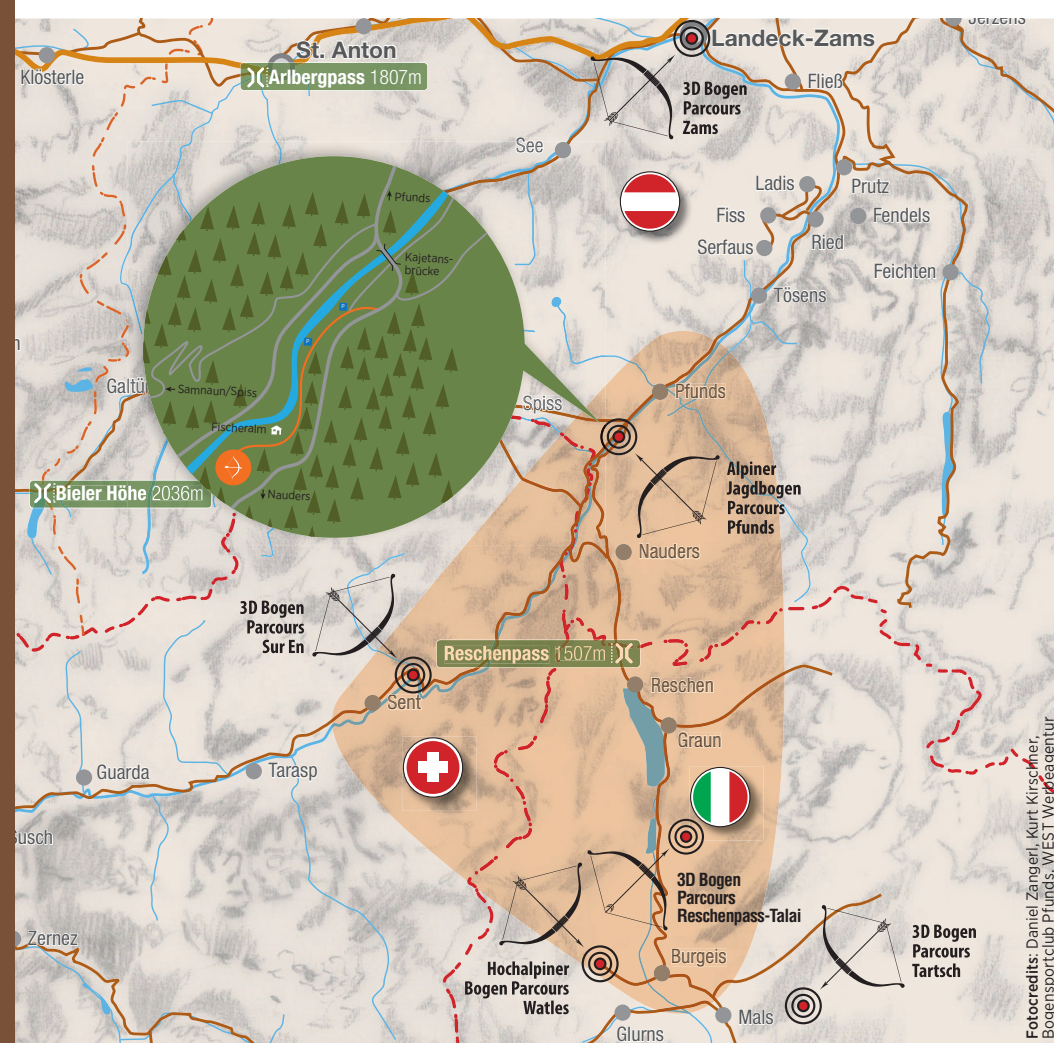 Jerzens
St. Anton
Landeck-Zams
Klösterle
Arlbergpass 1807m
Fließ
3D Bogen
Parcours
Zams
See
Ladis
Prutz
Fiss
Fendels
Serfaus
Ried
Feichten
Tösens
Pfunds
Kajetans-
brücke
Samnaun/Spiss
Fischeralm
Nauders
Galtü
Spiss
Pfunds
Bieler Höhe 2036m
Alpiner
Jagdbogen
Parcours
Pfunds
Nauders
3D Bogen
Parcours
Sur En
Reschenpass 1507m
Reschen
Sent
Graun
Guarda
Tarasp
usch
3D Bogen
Parcours
Reschenpass-Talai
Zernez
Hochalpiner
Bogen Parcours
Watles
Burgeis
3D Bogen
Parcours
Tartsch
Mals
Glurns
Fotocredits: Daniel Zangerl, Kurt Kirschner,
Bogensportclub Pfunds, WEST Werbeagentur